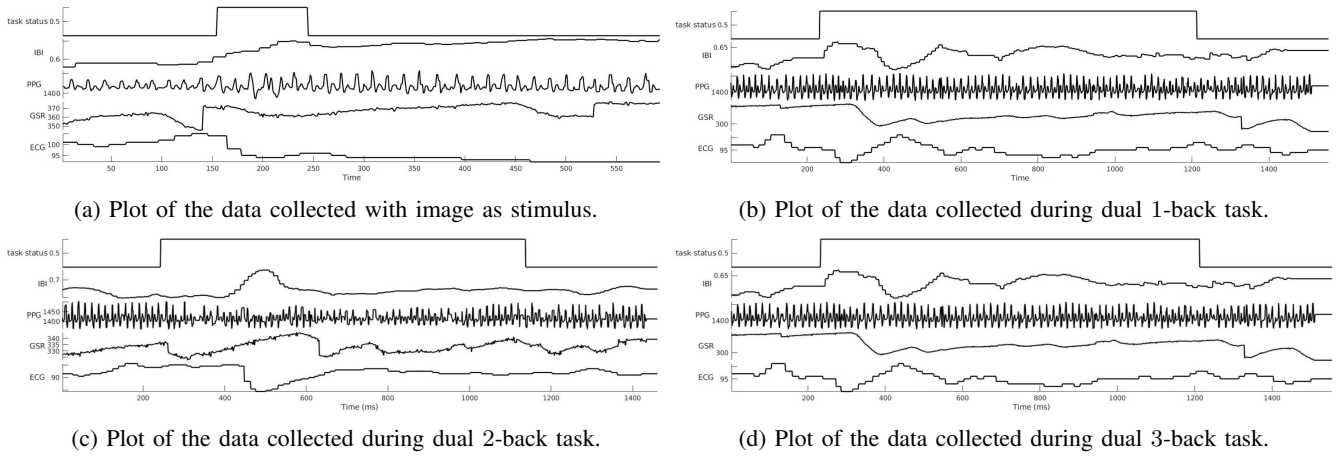 task status 0.5
IBI 0.6
PPG 1400
GSR 370 360 350
ECG 100 95
50 100 150 200 250 300 350 400 450 500 550
Time
(a) Plot of the data collected with image as stimulus.
task status 0.5
IBI 0.65
PPG 1400
GSR 300
ECG 95
200 400 600 800 1000 1200 1400
Time
(b) Plot of the data collected during dual 1-back task.
task status 0.5
IBI 0.7
PPG 1450 1400
GSR 340 335 330
ECG 90
200 400 600 800 1000 1200 1400
Time (ms)
(c) Plot of the data collected during dual 2-back task.
task status 0.5
IBI 0.65
PPG 1400
GSR 300
ECG 95
200 400 600 800 1000 1200 1400
Time (ms)
(d) Plot of the data collected during dual 3-back task.